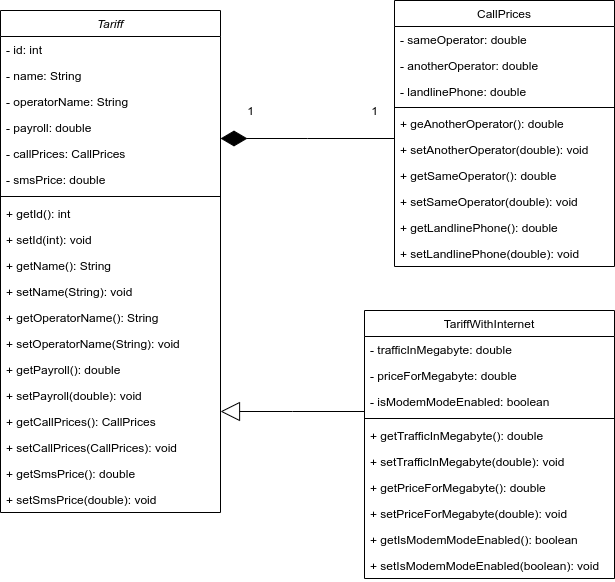 Tariff
- id: int
- name: String
- operatorName: String
- payroll: double
- callPrices: CallPrices
- smsPrice: double
+ getId(): int
+ setId(int): void
+ getName(): String
+ setName(String): void
+ getOperatorName(): String
+ setOperatorName(String): void
+ getPayroll(): double
+ setPayroll(double): void
+ getCallPrices(): CallPrices
+ setCallPrices(CallPrices): void
+ getSmsPrice(): double
+ setSmsPrice(double): void
1
1
CallPrices
- sameOperator: double
- anotherOperator: double
- landlinePhone: double
+ geAnotherOperator(): double
+ setAnotherOperator(double): void
+ getSameOperator(): double
+ setSameOperator(double): void
+ getLandlinePhone(): double
+ setLandlinePhone(double): void
TariffWithInternet
- trafficInMegabyte: double
- priceForMegabyte: double
- isModemModeEnabled: boolean
+ getTrafficInMegabyte(): double
+ setTrafficInMegabyte(double): void
+ getPriceForMegabyte(): double
+ setPriceForMegabyte(double): void
+ getIsModemModeEnabled(): boolean
+ setIsModemModeEnabled(boolean): void